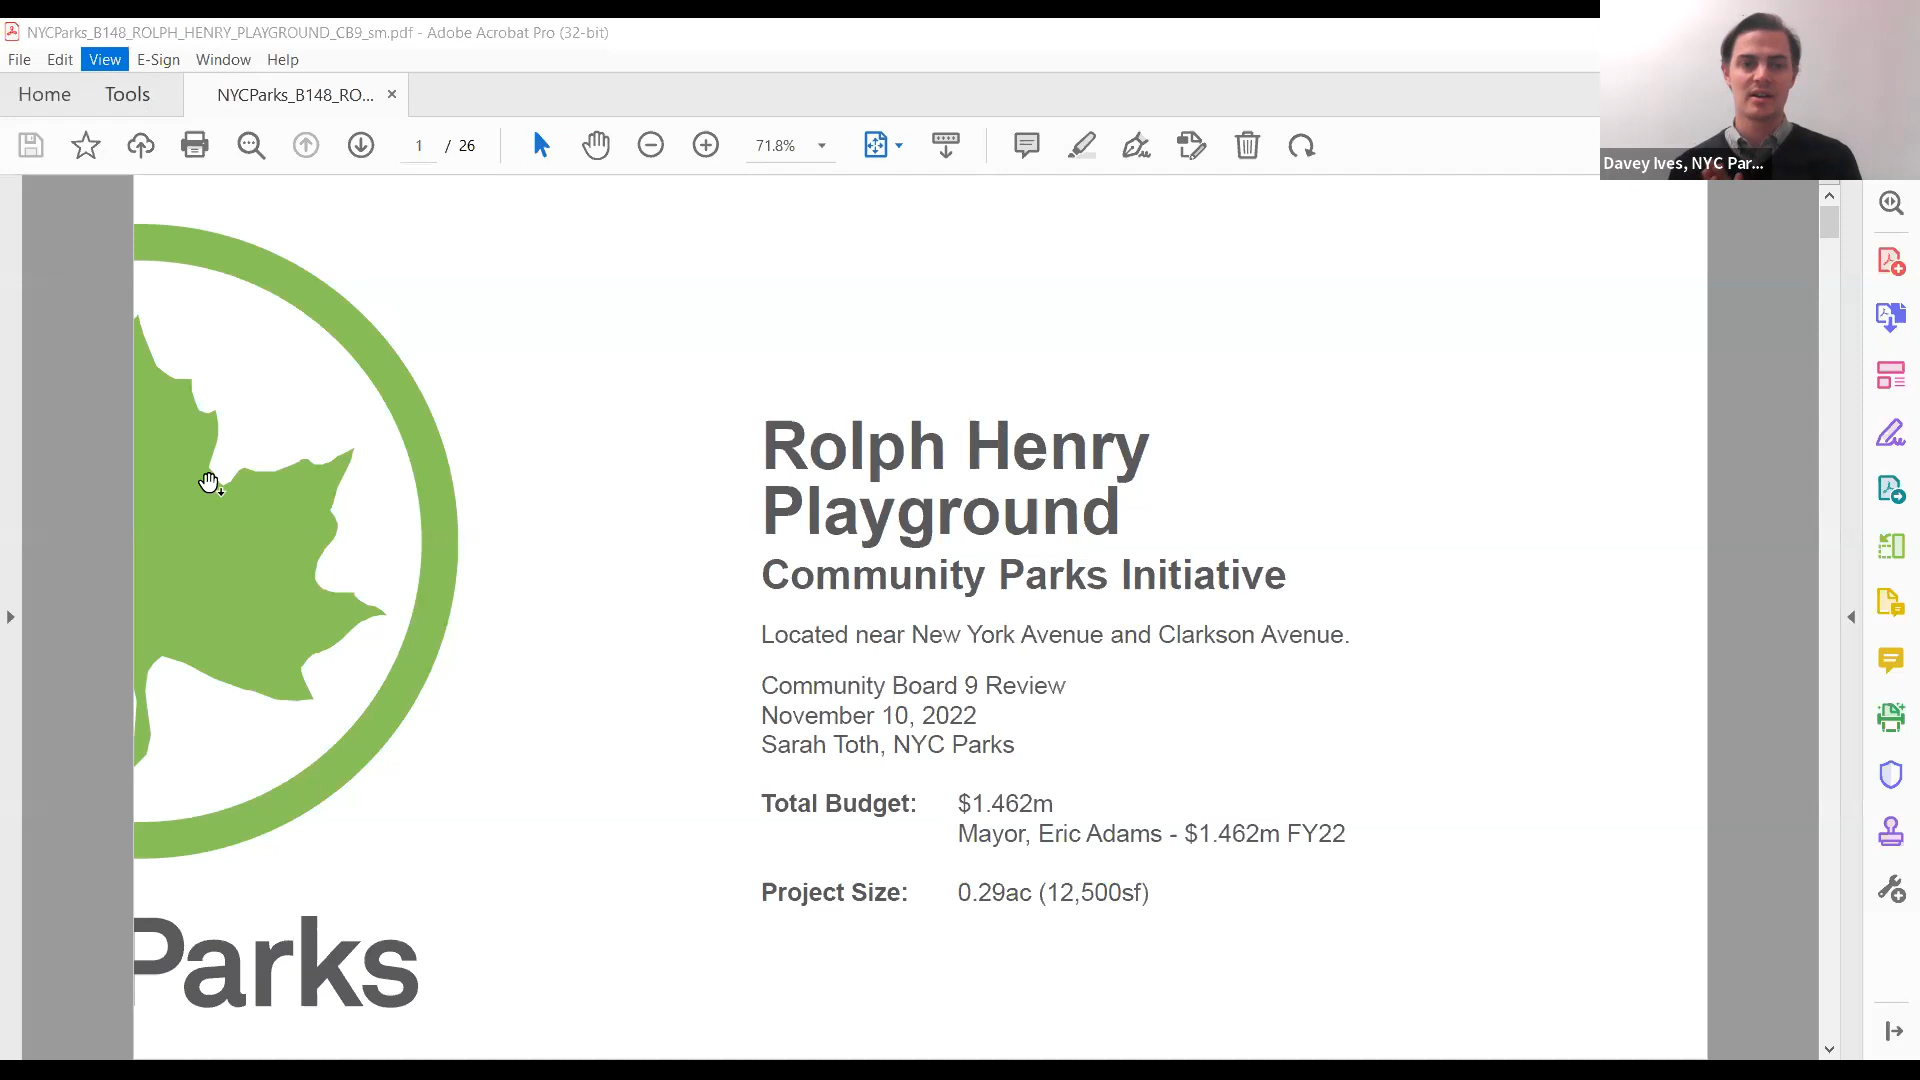 NYCParks_B148_ROLPH_HENRY_PLAYGROUND_CB9_sm.pdf - Adobe Acrobat Pro (32-bit)
File Edit View E-Sign Window Help
Home Tools NYCParks_B148_RO... ×
1 / 26 71.8%
Davey Ives, NYC Par...
Rolph Henry
Playground
Community Parks Initiative
Located near New York Avenue and Clarkson Avenue.
Community Board 9 Review
November 10, 2022
Sarah Toth, NYC Parks
Total Budget: $1.462m
Mayor, Eric Adams - $1.462m FY22
Project Size: 0.29ac (12,500sf)
Parks